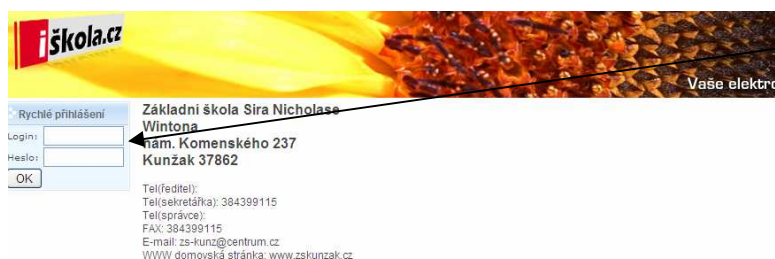 iškola.cz
Vaše elektro
Rychlé přihlášení
Login:
Heslo:
OK
Základní škola Sira Nicholase
Wintona
nám. Komenského 237
Kunžak 37862
Tel(ředitel):
Tel(sekretářka): 384399115
Tel(správce):
FAX: 384399115
E-mail: zs-kunz@centrum.cz
WWW domovská stránka: www.zskunzak.cz